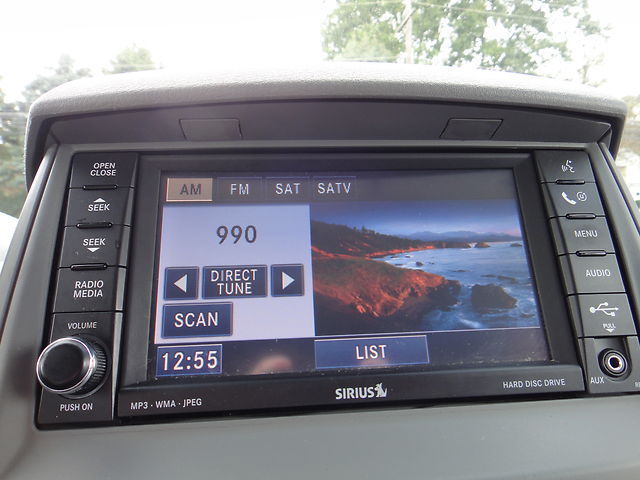 OPEN
CLOSE
SEEK
SEEK
RADIO
MEDIA
VOLUME
PUSH ON
AM FM SAT SATV
990
DIRECT
TUNE
SCAN
12:55
LIST
MP3 · WMA · JPEG
SIRIUS
HARD DISC DRIVE
MENU
AUDIO
PULL
AUX